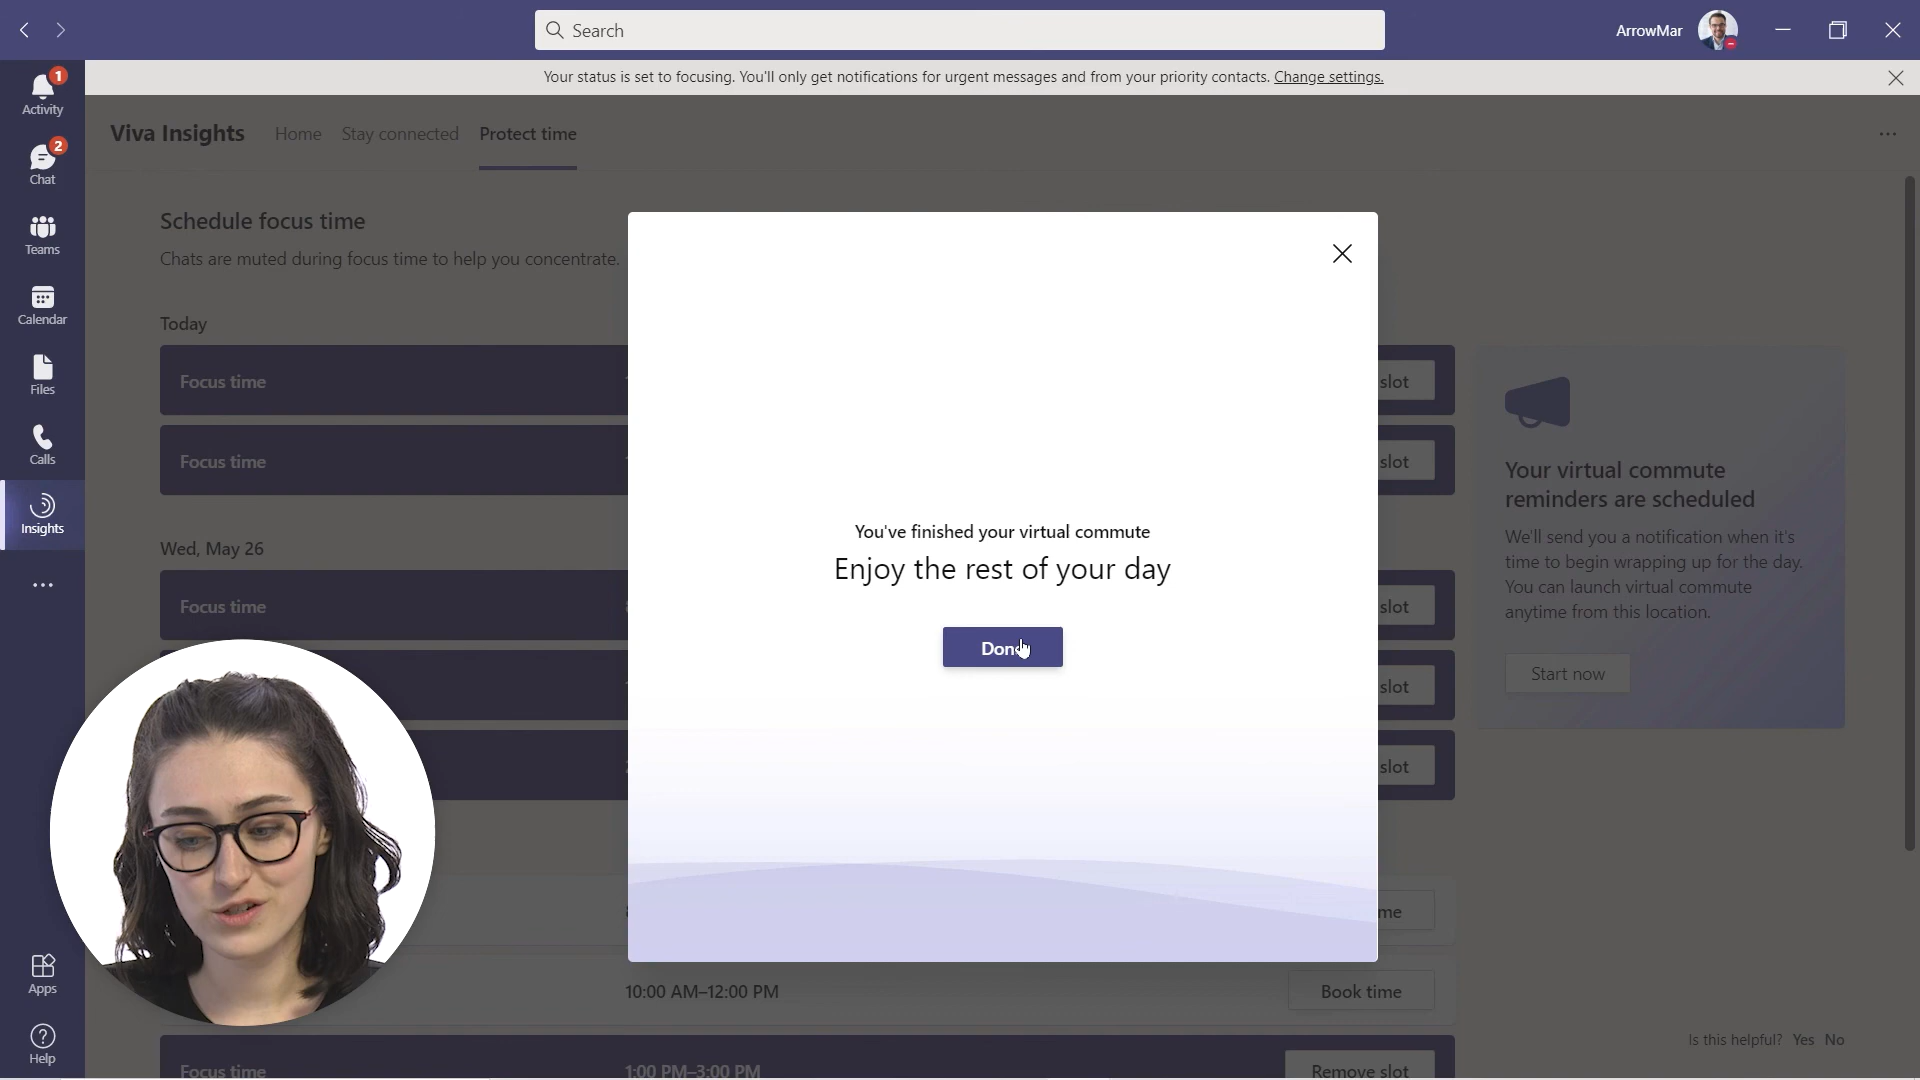 Search
ArrowMar
Your status is set to focusing. You'll only get notifications for urgent messages and from your priority contacts. Change settings.
1
Activity
2
Chat
Teams
Calendar
Files
Calls
Insights
Apps
Help
Viva Insights Home Stay connected Protect time
Schedule focus time
Chats are muted during focus time to help you concentrate.
Today
Focus time slot
Focus time slot
Wed, May 26
Focus time slot
slot
slot
10:00 AM–12:00 PM Book time
Focus time 1:00 PM–3:00 PM Remove slot
You've finished your virtual commute
Enjoy the rest of your day
Done
Your virtual commute
reminders are scheduled
We'll send you a notification when it's
time to begin wrapping up for the day.
You can launch virtual commute
anytime from this location.
Start now
Is this helpful? Yes No